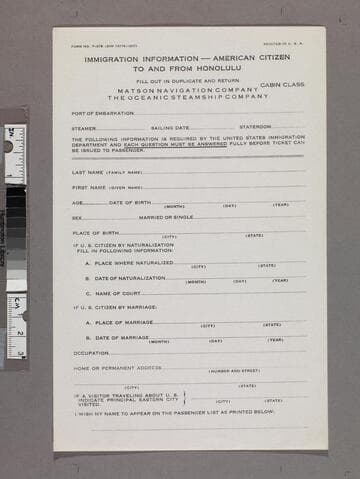 PRINTED IN U. S. A.
IMMIGRATION INFORMATION — AMERICAN CITIZEN
TO AND FROM HONOLULU
FILL OUT IN DUPLICATE AND RETURN
CABIN CLASS
MATSON NAVIGATION COMPANY
THE OCEANIC STEAMSHIP COMPANY
PORT OF EMBARKATION
STEAMER SAILING DATE STATEROOM
THE FOLLOWING INFORMATION IS REQUIRED BY THE UNITED STATES IMMIGRATION
DEPARTMENT AND EACH QUESTION MUST BE ANSWERED FULLY BEFORE TICKET CAN
BE ISSUED TO PASSENGER.
LAST NAME (FAMILY NAME)
FIRST NAME (GIVEN NAME)
AGE DATE OF BIRTH
(MONTH) (DAY) (YEAR)
SEX MARRIED OR SINGLE
PLACE OF BIRTH
(CITY) (STATE)
IF U. S. CITIZEN BY NATURALIZATION
FILL IN FOLLOWING INFORMATION:
A. PLACE WHERE NATURALIZED
(CITY) (STATE)
B. DATE OF NATURALIZATION
(MONTH) (DAY) (YEAR)
C. NAME OF COURT
IF U. S. CITIZEN BY MARRIAGE:
A. PLACE OF MARRIAGE
(CITY) (STATE)
B. DATE OF MARRIAGE
(MONTH) (DAY) (YEAR)
OCCUPATION
HOME OR PERMANENT ADDRESS
(NUMBER AND STREET)
(CITY) (STATE)
IF A VISITOR TRAVELING ABOUT U. S.
INDICATE PRINCIPAL EASTERN CITY
VISITED:
(CITY) (STATE)
I WISH MY NAME TO APPEAR ON THE PASSENGER LIST AS PRINTED BELOW: